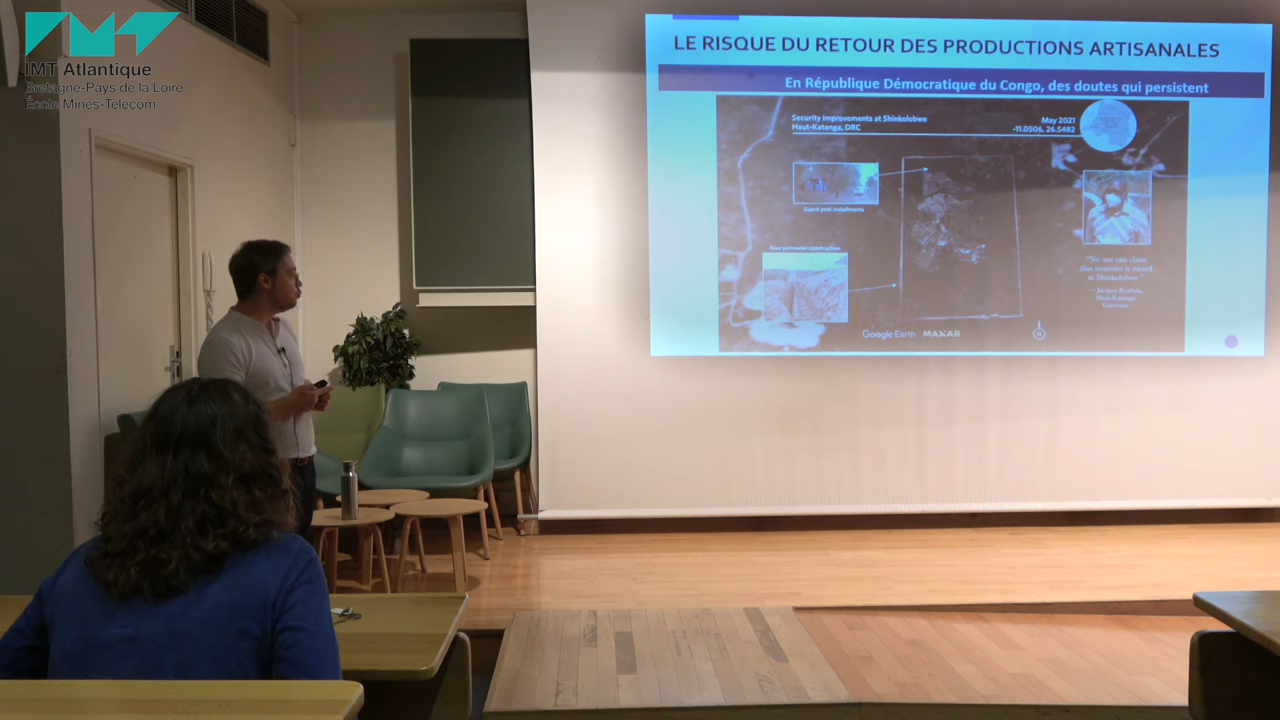 IMT Atlantique
Bretagne-Pays de la Loire
École Mines-Telecom
LE RISQUE DU RETOUR DES PRODUCTIONS ARTISANALES
En République Démocratique du Congo, des doutes qui persistent
Security improvements at Shinkolobwe
Haut-Katanga, DRC
May 2021
-11.0506, 26.5482
Guard post installments
New perimeter construction
"No one can claim
that uranium is mined
at Shinkolobwe."
Haut-Katanga
Governor
Google Earth MAXAR
N